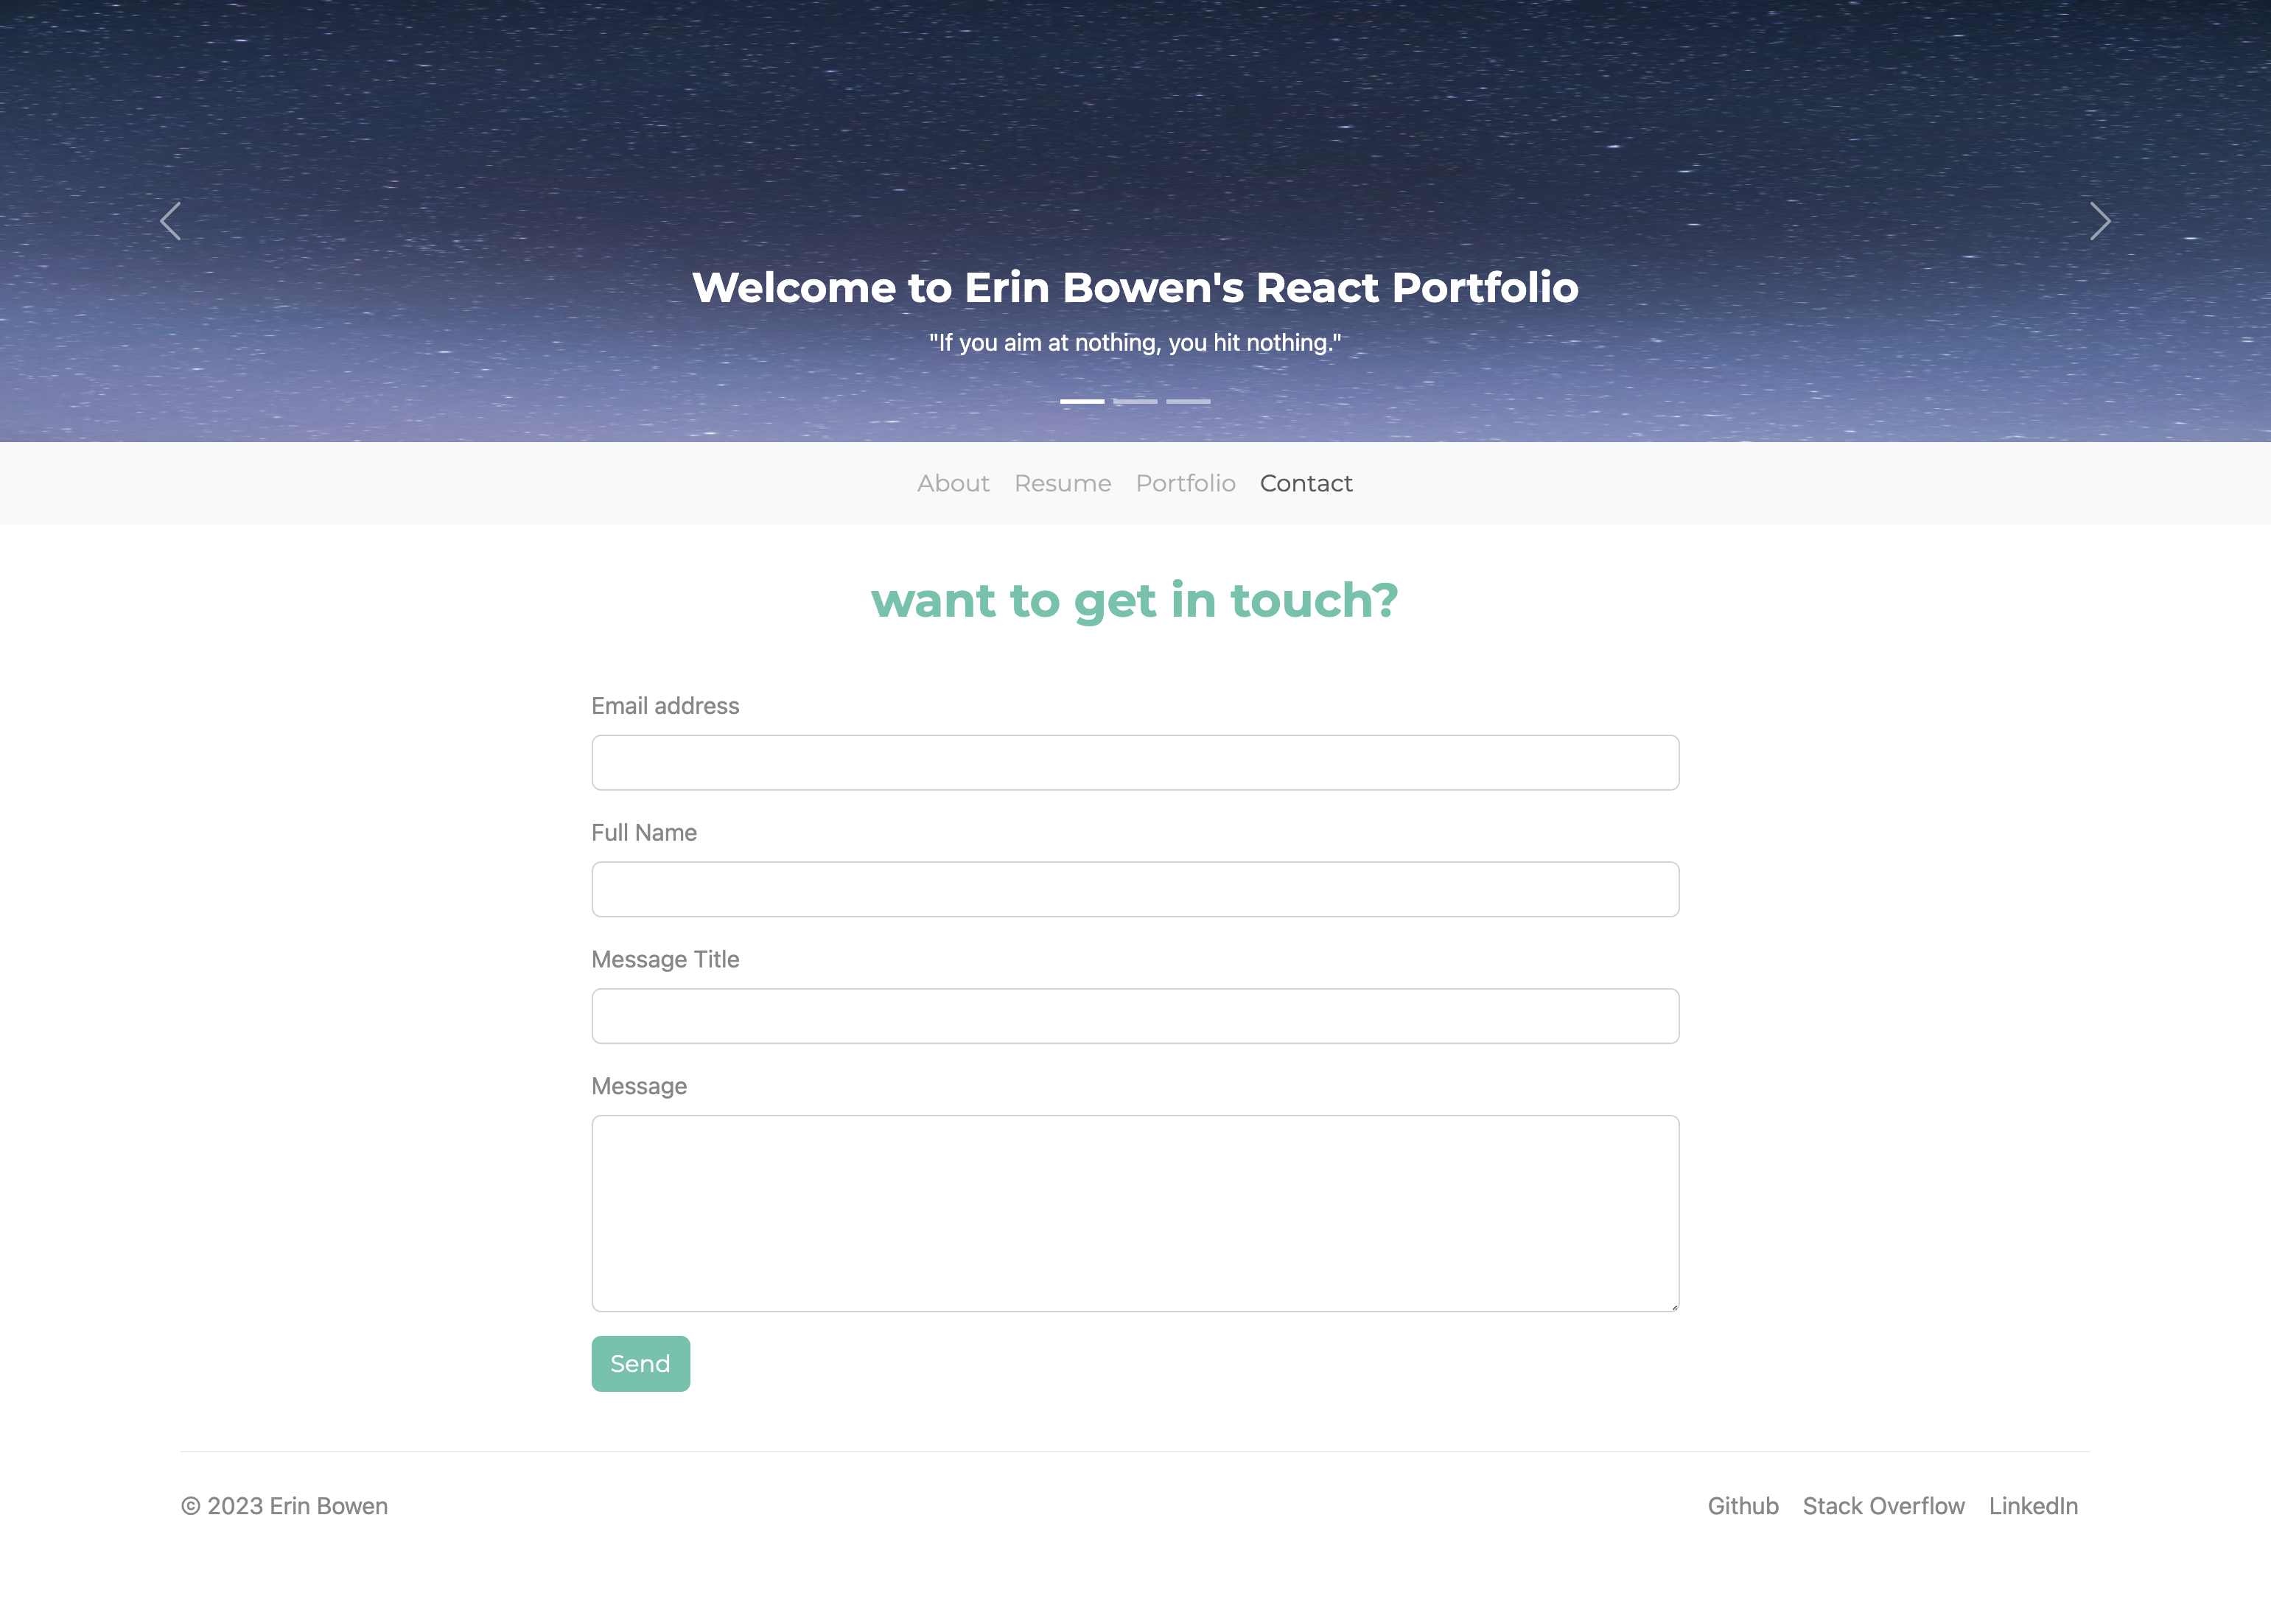 Welcome to Erin Bowen's React Portfolio
"If you aim at nothing, you hit nothing."
About Resume Portfolio Contact
want to get in touch?
Email address
Full Name
Message Title
Message
Send
© 2023 Erin Bowen Github Stack Overflow LinkedIn